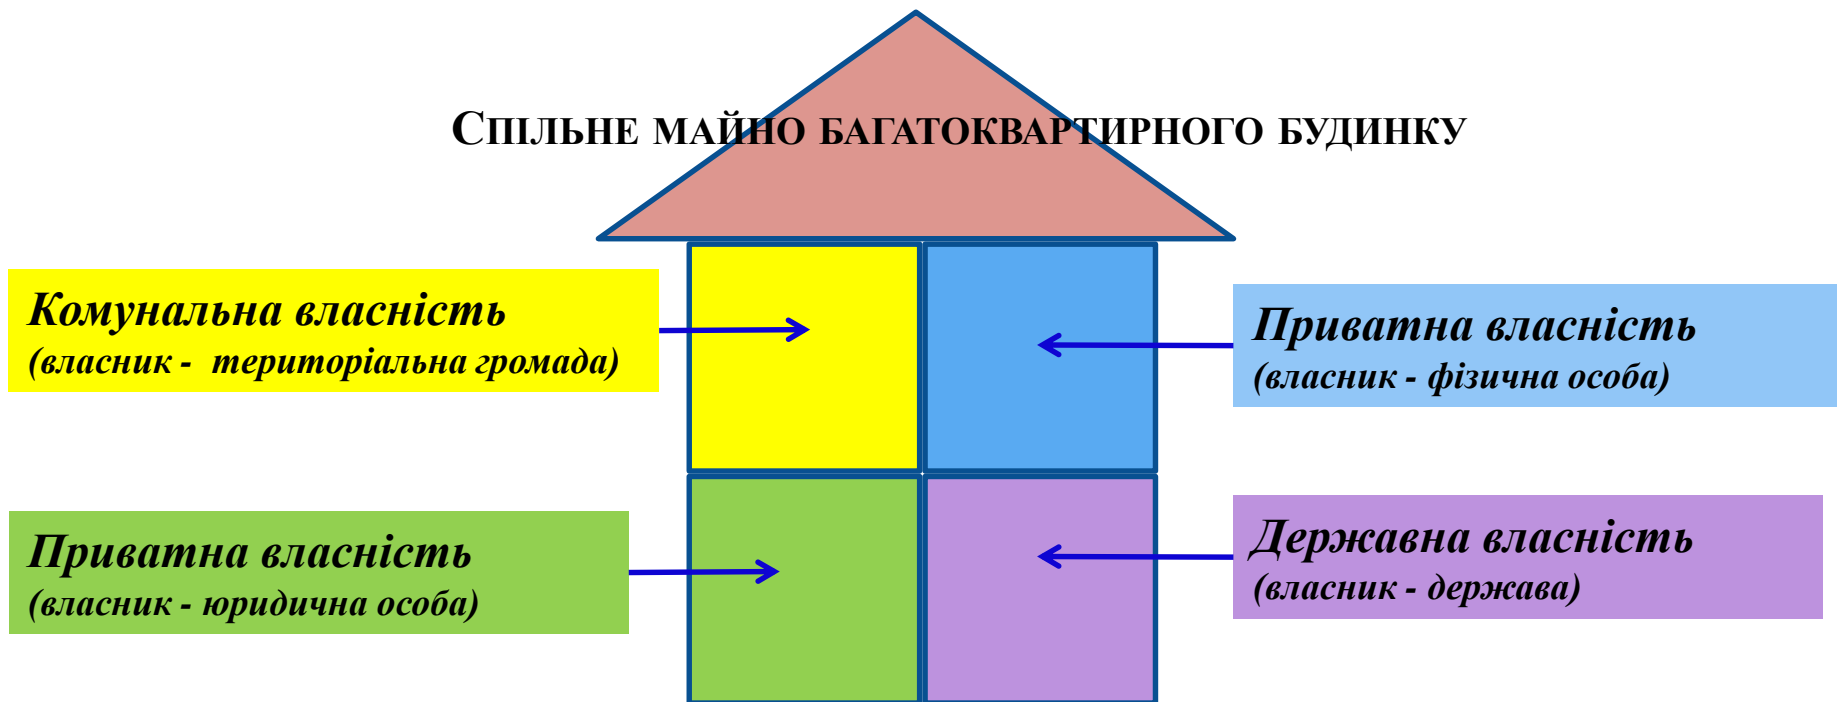 Спільне майно багатоквартирного будинку
Комунальна власність
(власник - територіальна громада)
Приватна власність
(власник - фізична особа)
Приватна власність
(власник - юридична особа)
Державна власність
(власник - держава)